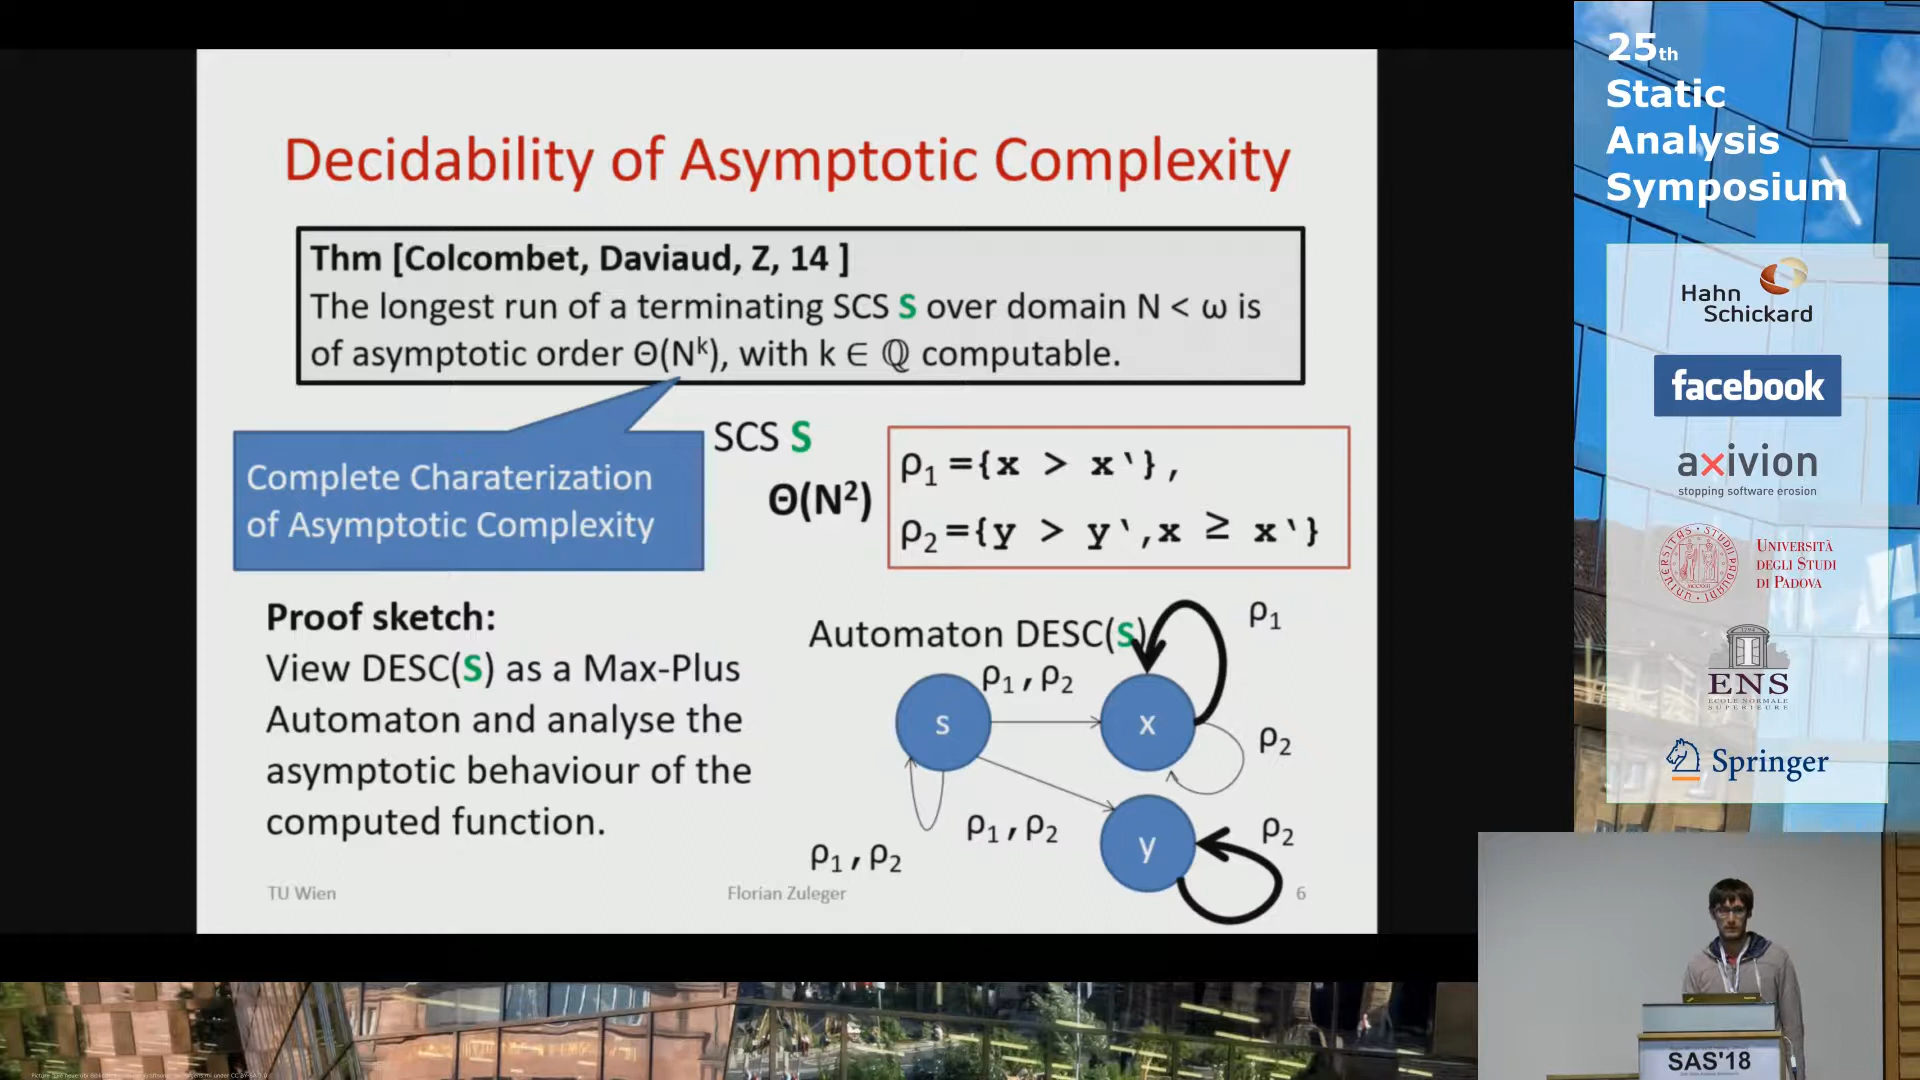 Decidability of Asymptotic Complexity
Thm [Colcombet, Daviaud, Z, 14 ]
The longest run of a terminating SCS S over domain N < ω is
of asymptotic order Θ(Nᵏ), with k ∈ ℚ computable.
Complete Charaterization
of Asymptotic Complexity
SCS S
Θ(N²)
ρ₁ ={x > x‵},
ρ₂ ={y > y‵,x ≥ x‵}
Proof sketch:
View DESC(S) as a Max-Plus
Automaton and analyse the
asymptotic behaviour of the
computed function.
Automaton DESC(S)
ρ₁
ρ₁,ρ₂
s
x
ρ₂
ρ₁,ρ₂
y
ρ₂
ρ₁,ρ₂
TU Wien
Florian Zuleger
6
25th
Static
Analysis
Symposium
Hahn
Schickard
facebook
axivion
stopping software erosion
UNIVERSITÀ
DEGLI STUDI
DI PADOVA
ENS
ECOLE NORMALE
SUPERIEURE
Springer
SAS'18